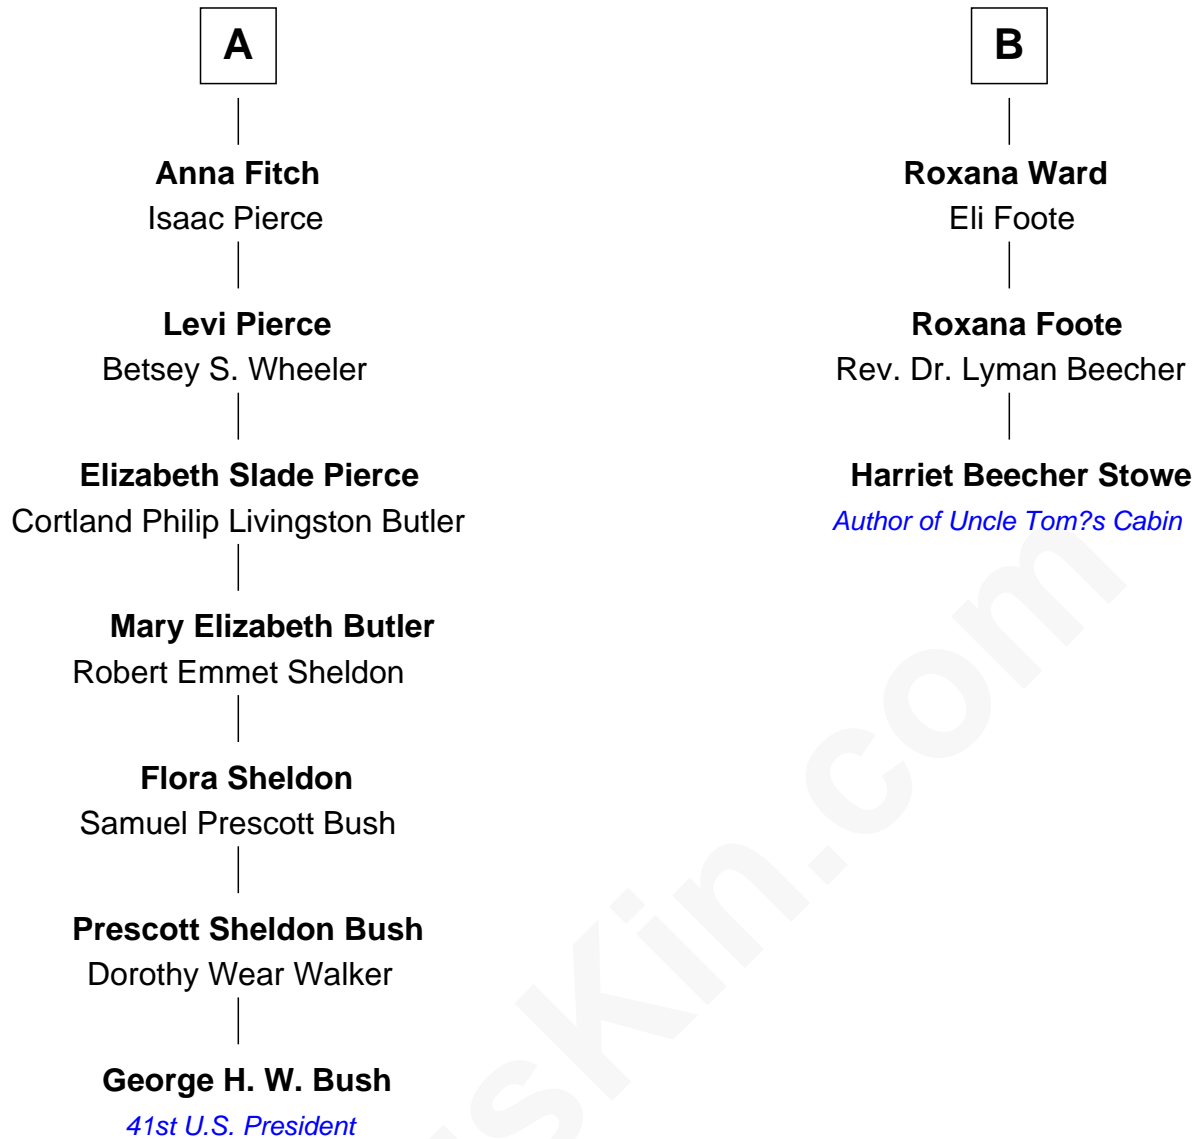 A
Anna Fitch
Isaac Pierce
Levi Pierce
Betsey S. Wheeler
Elizabeth Slade Pierce
Cortland Philip Livingston Butler
Mary Elizabeth Butler
Robert Emmet Sheldon
Flora Sheldon
Samuel Prescott Bush
Prescott Sheldon Bush
Dorothy Wear Walker
George H. W. Bush
41st U.S. President
B
Roxana Ward
Eli Foote
Roxana Foote
Rev. Dr. Lyman Beecher
Harriet Beecher Stowe
Author of Uncle Tom?s Cabin
sKin.com